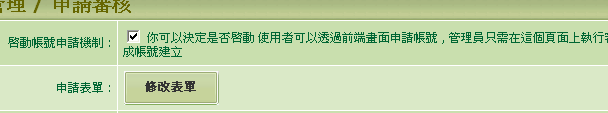 管理 / 申請審核
啓動帳號申請機制： 你可以決定是否啓動 使用者可以透過前端畫面申請帳號，管理員只需在這個頁面上執行
成帳號建立
申請表單： 修改表單